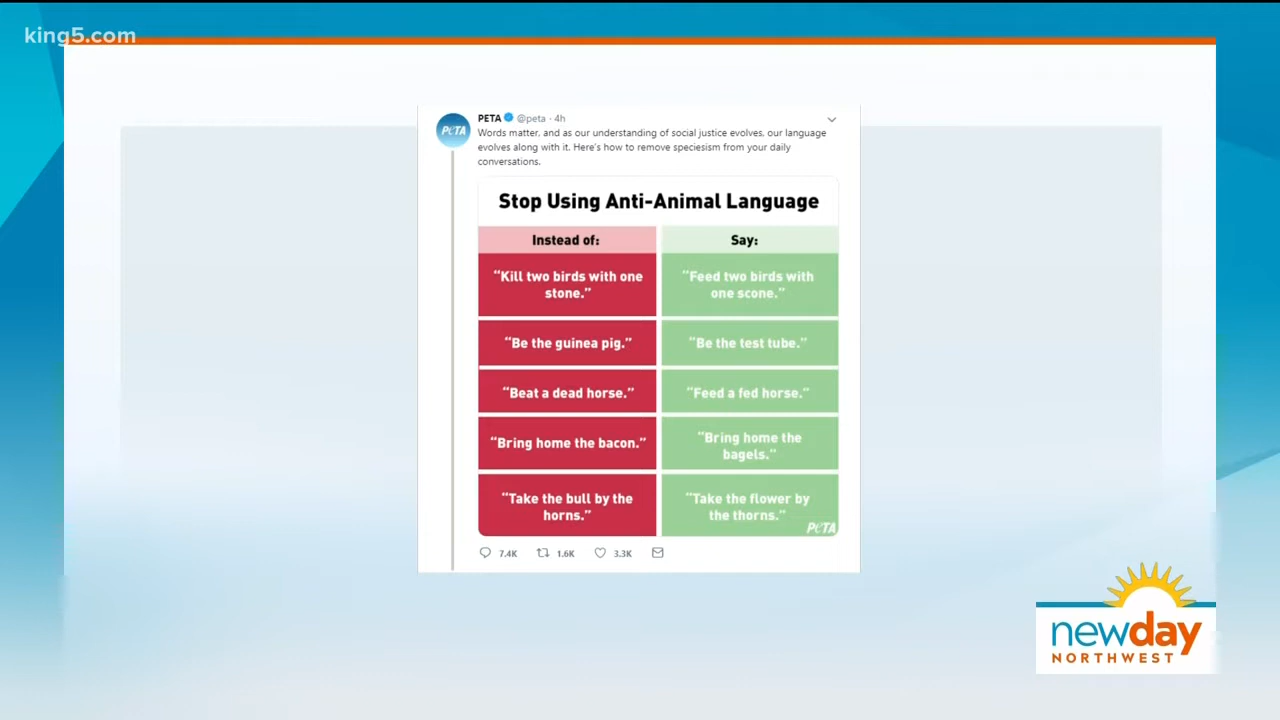 king5.com
PETA @peta · 4h
Words matter, and as our understanding of social justice evolves, our language
evolves along with it. Here's how to remove speciesism from your daily
conversations.
Stop Using Anti-Animal Language
Instead of:
Say:
“Kill two birds with one
stone.”
“Feed two birds with
one scone.”
“Be the guinea pig.”
“Be the test tube.”
“Beat a dead horse.”
“Feed a fed horse.”
“Bring home the bacon.”
“Bring home the
bagels.”
“Take the bull by the
horns.”
“Take the flower by
the thorns.”
PETA
7.4K 1.6K 3.3K
PETA
newday
NORTHWEST